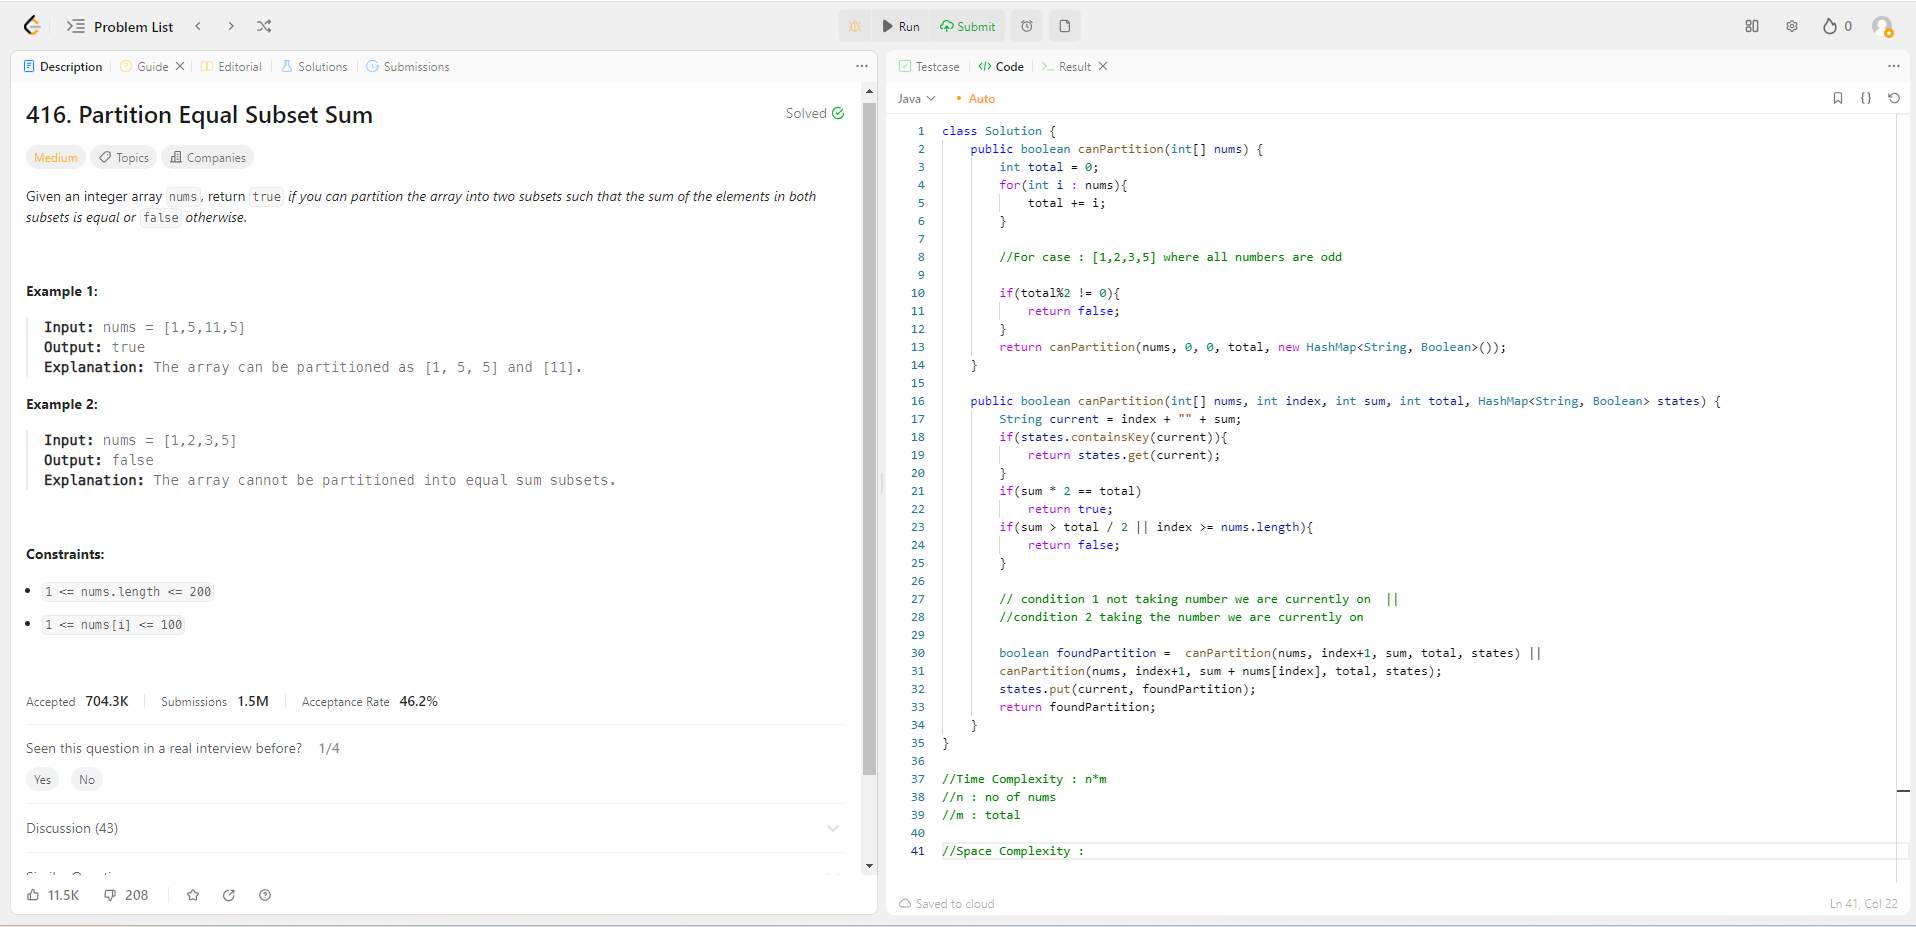 Problem List
Run
Submit
0
Description
Guide
Editorial
Solutions
Submissions
416. Partition Equal Subset Sum
Solved
Medium
Topics
Companies
Given an integer array nums, return true if you can partition the array into two subsets such that the sum of the elements in both
subsets is equal or false otherwise.
Example 1:
Input: nums = [1,5,11,5]
Output: true
Explanation: The array can be partitioned as [1, 5, 5] and [11].
Example 2:
Input: nums = [1,2,3,5]
Output: false
Explanation: The array cannot be partitioned into equal sum subsets.
Constraints:
1 <= nums.length <= 200
1 <= nums[i] <= 100
Accepted 704.3K
Submissions 1.5M
Acceptance Rate 46.2%
Seen this question in a real interview before? 1/4
Yes
No
Discussion (43)
11.5K
208
Testcase
Code
Result
Java
Auto
1 class Solution {
2 public boolean canPartition(int[] nums) {
3 int total = 0;
4 for(int i : nums){
5 total += i;
6 }
7
8 //For case : [1,2,3,5] where all numbers are odd
9
10 if(total%2 != 0){
11 return false;
12 }
13 return canPartition(nums, 0, 0, total, new HashMap<String, Boolean>());
14 }
15
16 public boolean canPartition(int[] nums, int index, int sum, int total, HashMap<String, Boolean> states) {
17 String current = index + "" + sum;
18 if(states.containsKey(current)){
19 return states.get(current);
20 }
21 if(sum * 2 == total)
22 return true;
23 if(sum > total / 2 || index >= nums.length){
24 return false;
25 }
26
27 // condition 1 not taking number we are currently on ||
28 //condition 2 taking the number we are currently on
29
30 boolean foundPartition = canPartition(nums, index+1, sum, total, states) ||
31 canPartition(nums, index+1, sum + nums[index], total, states);
32 states.put(current, foundPartition);
33 return foundPartition;
34 }
35 }
36
37 //Time Complexity : n*m
38 //n : no of nums
39 //m : total
40
41 //Space Complexity :
Saved to cloud
Ln 41, Col 22